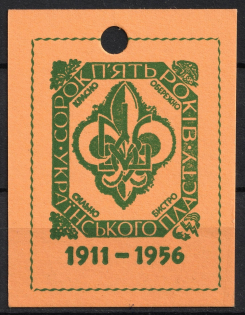 СОРОК П'ЯТЬ РОКІВ
УКРАЇНСЬКОГО ПЛАСТУ
КРАСНО
ОБЕРЕЖНО
СИЛЬНО
БИСТРО
1911 – 1956